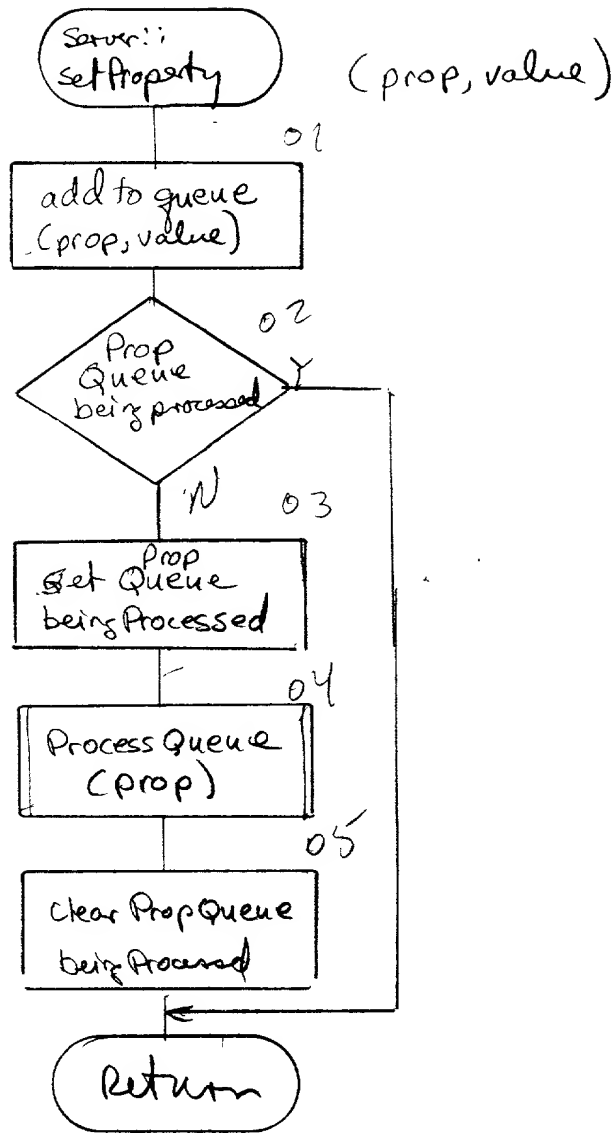 Server::
setProperty
(prop, value)
01
add to queue
(prop, value)
02
Prop
Queue
being processed
Y
N
03
Prop
Set Queue
being Processed
04
Process Queue
(prop)
05
Clear Prop Queue
being Processed
Return